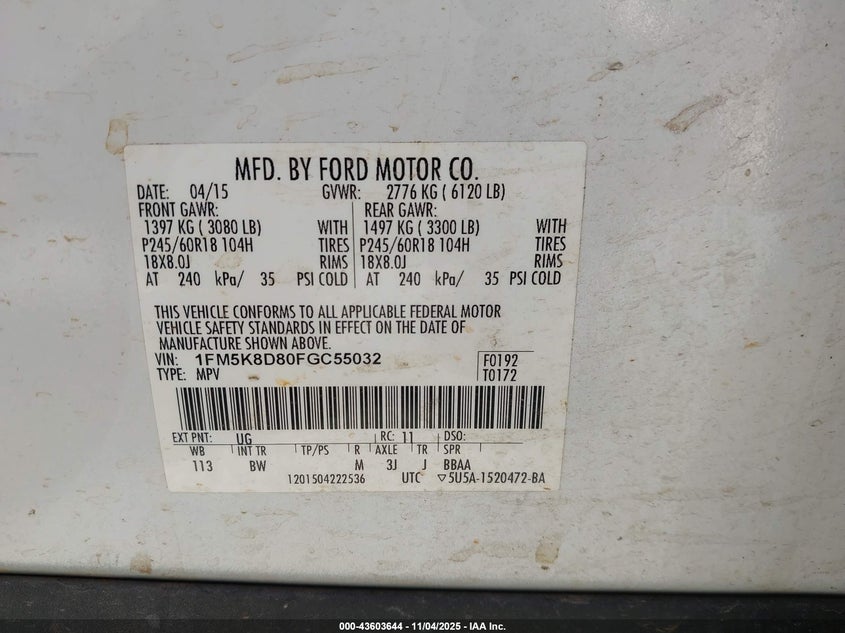 MFD. BY FORD MOTOR CO.
DATE: 04/15 GVWR: 2776 KG ( 6120 LB)
FRONT GAWR: REAR GAWR:
1397 KG ( 3080 LB) WITH 1497 KG ( 3300 LB) WITH
P245/60R18 104H TIRES P245/60R18 104H TIRES
18X8.0J RIMS 18X8.0J RIMS
AT 240 kPa/ 35 PSI COLD AT 240 kPa/ 35 PSI COLD
THIS VEHICLE CONFORMS TO ALL APPLICABLE FEDERAL MOTOR
VEHICLE SAFETY STANDARDS IN EFFECT ON THE DATE OF
MANUFACTURE SHOWN ABOVE.
VIN: 1FM5K8D80FGC55032 F0192
TYPE: MPV T0172
EXT PNT: UG RC: 11 DSO:
WB INT TR TP/PS R AXLE TR SPR
113 BW M 3J J BBAA
1201504222536 UTC ▽5U5A-1520472-BA
000-43603644 - 11/04/2025 - IAA Inc.